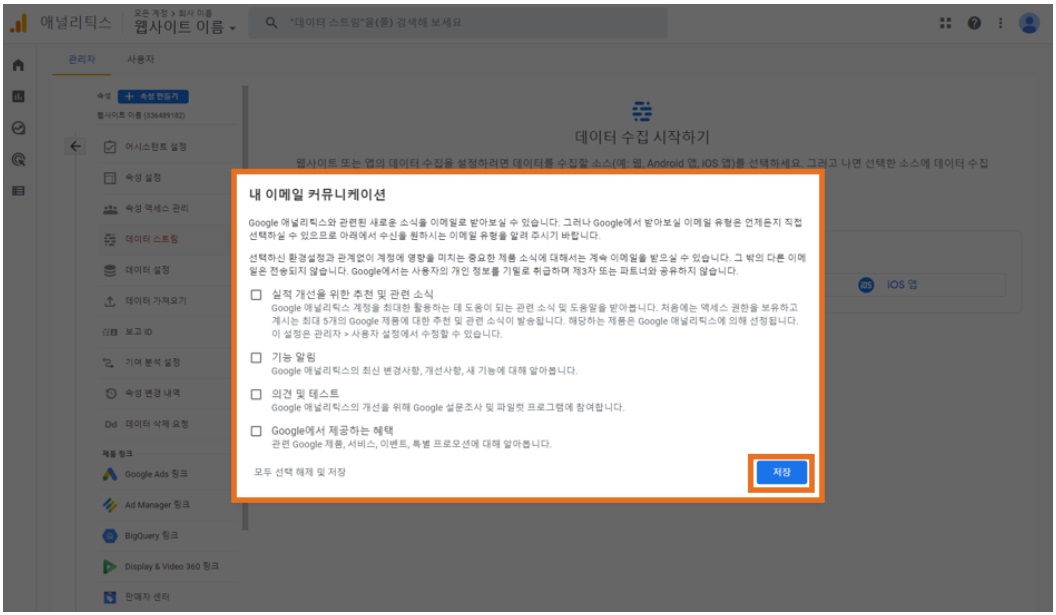 애널리틱스
모든 계정 > 회사 이름
웹사이트 이름
"데이터 스트림"을(를) 검색해 보세요
관리자
사용자
속성
+ 속성 만들기
웹사이트 이름 (336489182)
어시스턴트 설정
속성 설정
속성 액세스 관리
데이터 스트림
데이터 설정
데이터 가져오기
보고 ID
기여 분석 설정
속성 변경 내역
Dd 데이터 삭제 요청
제품 링크
Google Ads 링크
Ad Manager 링크
BigQuery 링크
Display & Video 360 링크
판매자 센터
데이터 수집 시작하기
웹사이트 또는 앱의 데이터 수집을 설정하려면 데이터를 수집할 소스(예: 웹, Android 앱, iOS 앱)를 선택하세요. 그리고 나면 선택한 소스에 데이터 수집
iOS iOS 앱
내 이메일 커뮤니케이션
Google 애널리틱스와 관련된 새로운 소식을 이메일로 받아보실 수 있습니다. 그러나 Google에서 받아보실 이메일 유형은 언제든지 직접
선택하실 수 있으므로 아래에서 수신을 원하시는 이메일 유형을 알려 주시기 바랍니다.
선택하신 환경설정과 관계없이 계정에 영향을 미치는 중요한 제품 소식에 대해서는 계속 이메일을 받으실 수 있습니다. 그 밖의 다른 이메
일은 전송되지 않습니다. Google에서는 사용자의 개인 정보를 기밀로 취급하며 제3자 또는 파트너와 공유하지 않습니다.
실적 개선을 위한 추천 및 관련 소식
Google 애널리틱스 계정을 최대한 활용하는 데 도움이 되는 관련 소식 및 도움말을 받아봅니다. 처음에는 액세스 권한을 보유하고
계시는 최대 5개의 Google 제품에 대한 추천 및 관련 소식이 발송됩니다. 해당하는 제품은 Google 애널리틱스에 의해 선정됩니다.
이 설정은 관리자 > 사용자 설정에서 수정할 수 있습니다.
기능 알림
Google 애널리틱스의 최신 변경사항, 개선사항, 새 기능에 대해 알아봅니다.
의견 및 테스트
Google 애널리틱스의 개선을 위해 Google 설문조사 및 파일럿 프로그램에 참여합니다.
Google에서 제공하는 혜택
관련 Google 제품, 서비스, 이벤트, 특별 프로모션에 대해 알아봅니다.
모두 선택 해제 및 저장
저장